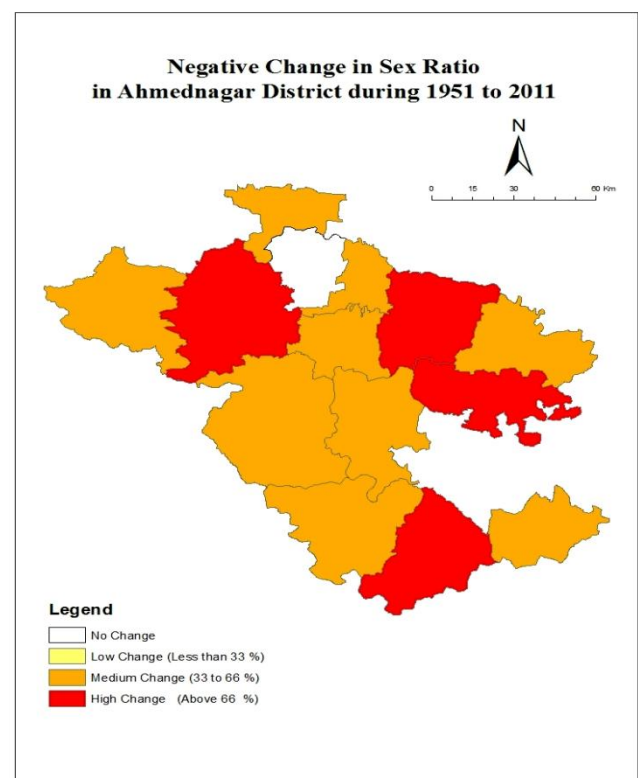 Negative Change in Sex Ratio
in Ahmednagar District during 1951 to 2011
N
0 15 30 60 Km
Legend
No Change
Low Change (Less than 33 %)
Medium Change (33 to 66 %)
High Change (Above 66 %)